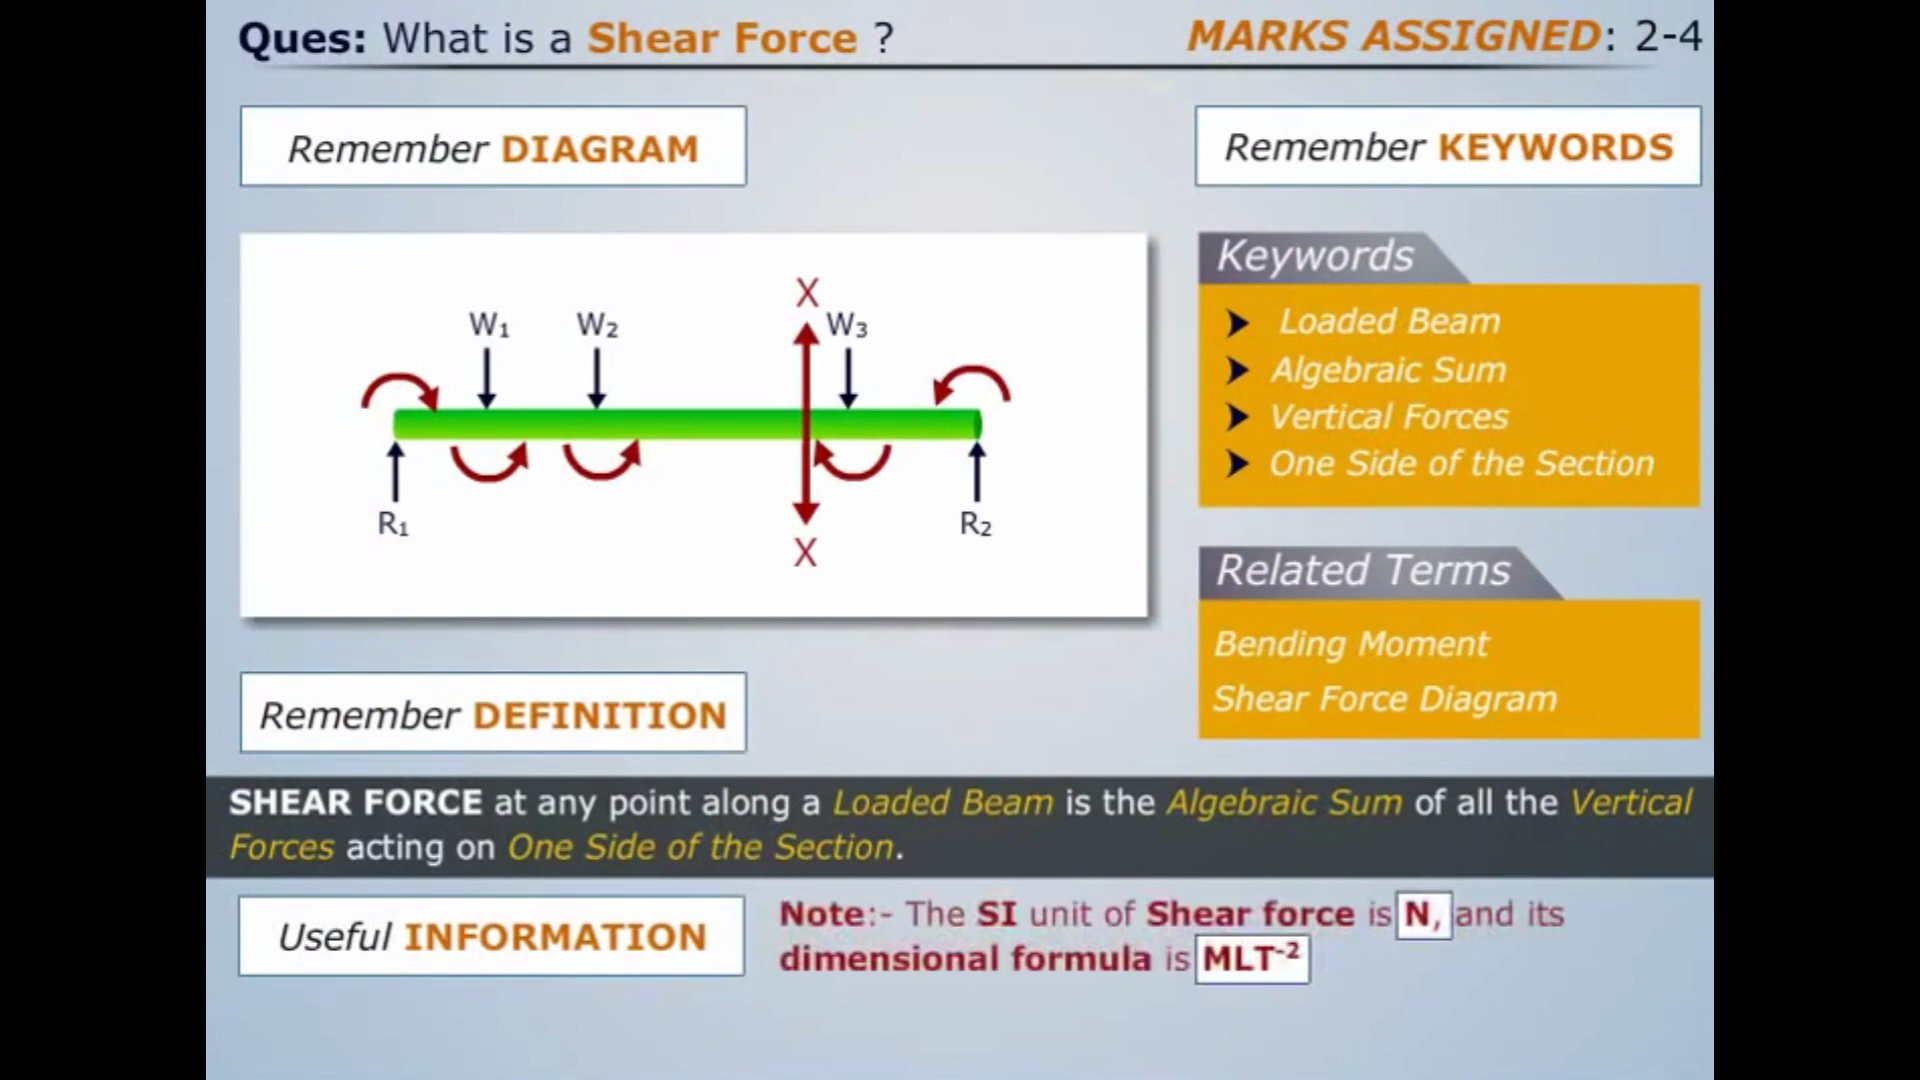 Ques: What is a Shear Force ?
MARKS ASSIGNED: 2-4
Remember DIAGRAM
Remember KEYWORDS
X
W1
W2
W3
R1
R2
X
Keywords
Loaded Beam
Algebraic Sum
Vertical Forces
One Side of the Section
Related Terms
Bending Moment
Shear Force Diagram
Remember DEFINITION
SHEAR FORCE at any point along a Loaded Beam is the Algebraic Sum of all the Vertical
Forces acting on One Side of the Section.
Useful INFORMATION
Note:- The SI unit of Shear force is N, and its
dimensional formula is MLT⁻²